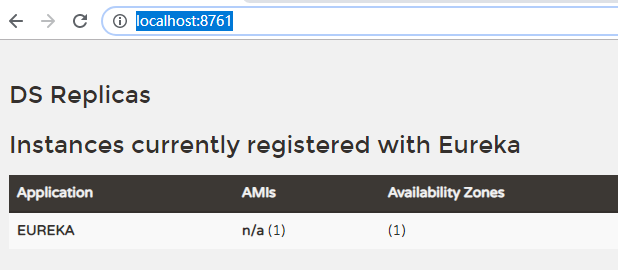 localhost:8761
DS Replicas
Instances currently registered with Eureka
Application AMIs Availability Zones
EUREKA n/a (1) (1)